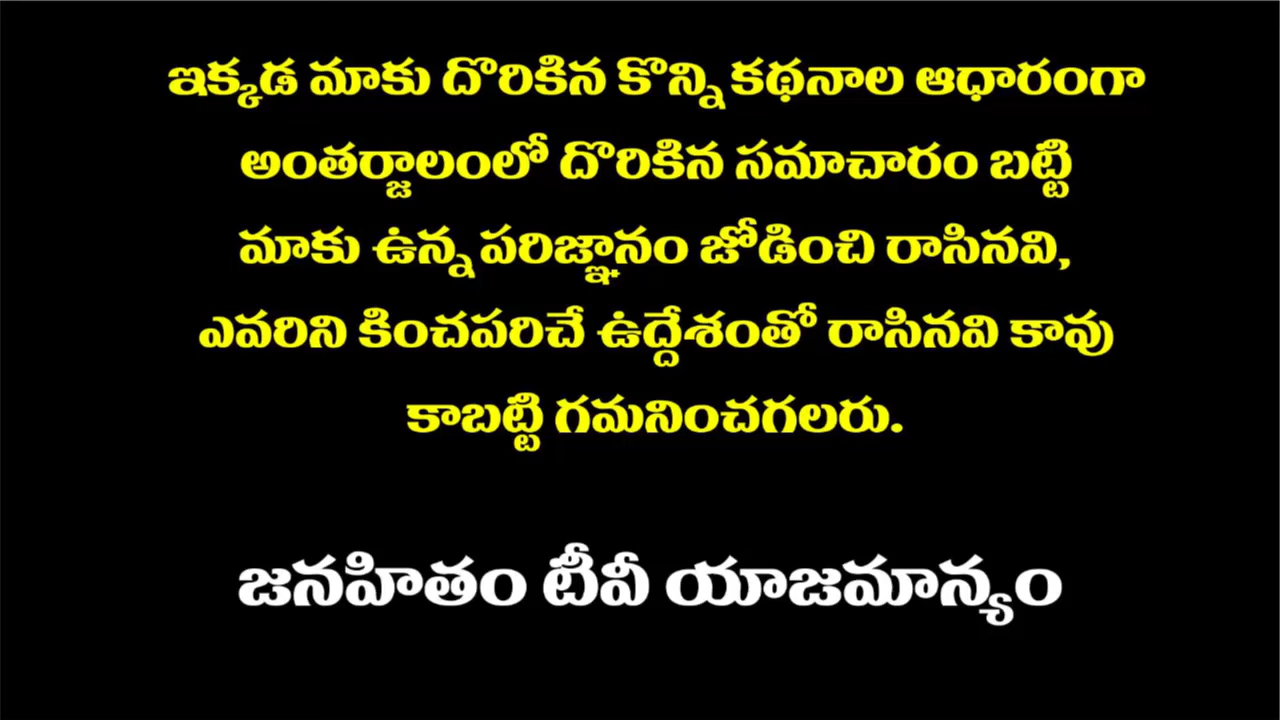 ఇక్కడ మాకు దొరికిన కొన్ని కథనాల ఆధారంగా
అంతర్జాలంలో దొరికిన సమాచారం బట్టి
మాకు ఉన్న పరిజ్ఞానం జోడించి రాసినవి,
ఎవరిని కించపరిచే ఉద్దేశంతో రాసినవి కావు
కాబట్టి గమనించగలరు.
జనహితం టీవీ యాజమాన్యం